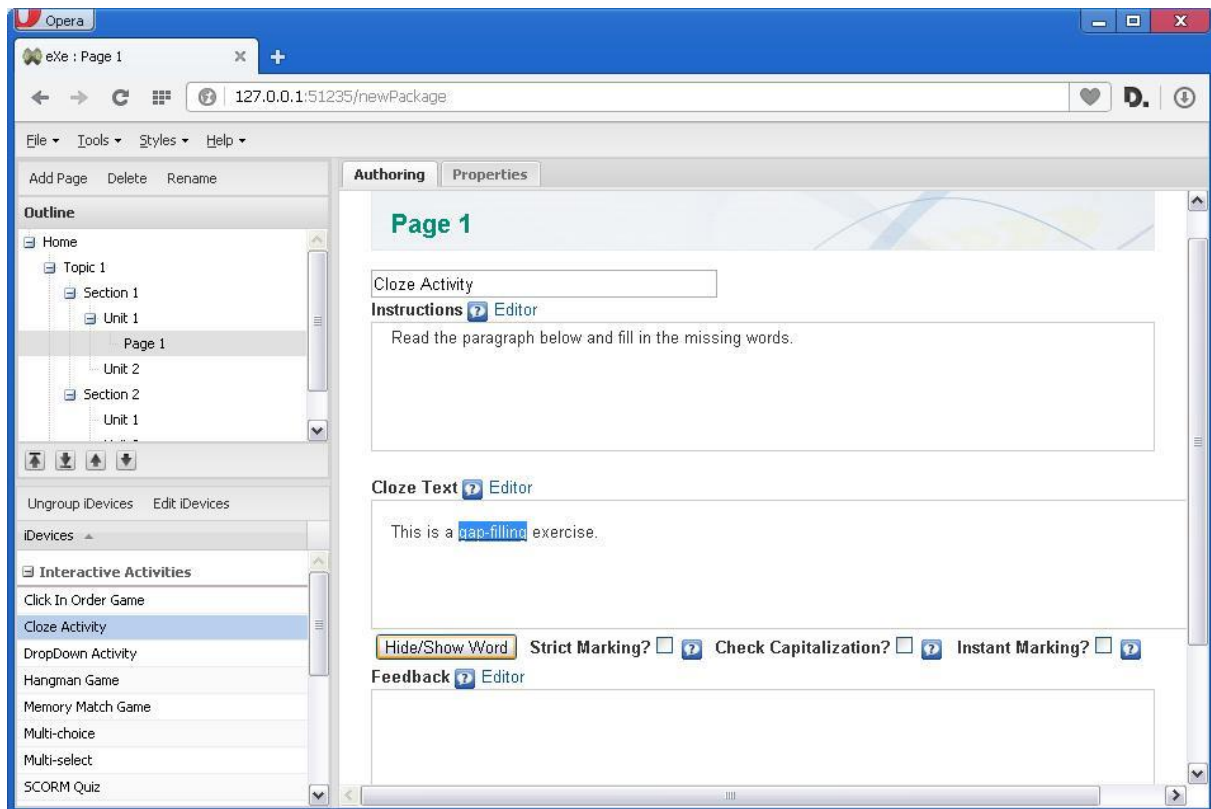 Opera
eXe : Page 1
127.0.0.1:51235/newPackage
D.
File Tools Styles Help
Add Page Delete Rename
Outline
Home
Topic 1
Section 1
Unit 1
Page 1
Unit 2
Section 2
Unit 1
Ungroup iDevices Edit iDevices
iDevices
Interactive Activities
Click In Order Game
Cloze Activity
DropDown Activity
Hangman Game
Memory Match Game
Multi-choice
Multi-select
SCORM Quiz
Authoring Properties
Page 1
Cloze Activity
Instructions ? Editor
Read the paragraph below and fill in the missing words.
Cloze Text ? Editor
This is a gap-filling exercise.
Hide/Show Word Strict Marking? ? Check Capitalization? ? Instant Marking? ?
Feedback ? Editor